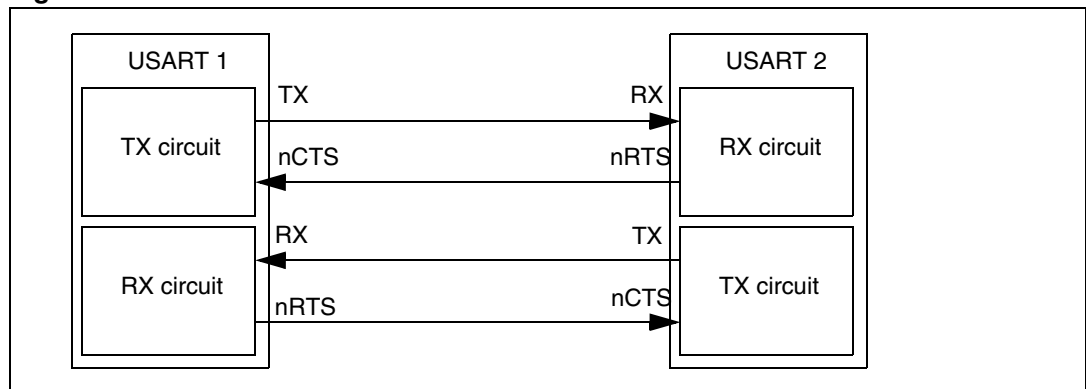 USART 1
USART 2
TX
RX
TX circuit
RX circuit
nCTS
nRTS
RX
TX
RX circuit
TX circuit
nRTS
nCTS